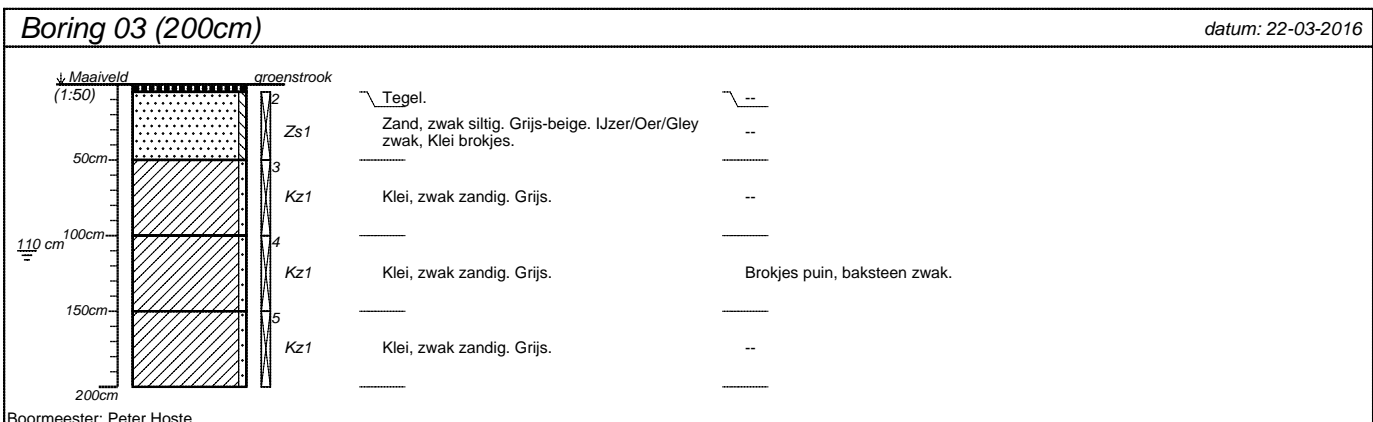 Boring 03 (200cm) datum: 22-03-2016
Maaiveld groenstrook
(1:50) 2 Tegel. --
Zs1 Zand, zwak siltig. Grijs-beige. IJzer/Oer/Gley zwak, Klei brokjes. --
50cm
3
Kz1 Klei, zwak zandig. Grijs. --
100cm
4
110 cm
Kz1 Klei, zwak zandig. Grijs. Brokjes puin, baksteen zwak.
150cm
5
Kz1 Klei, zwak zandig. Grijs. --
200cm
Boormeester: Peter Hoste